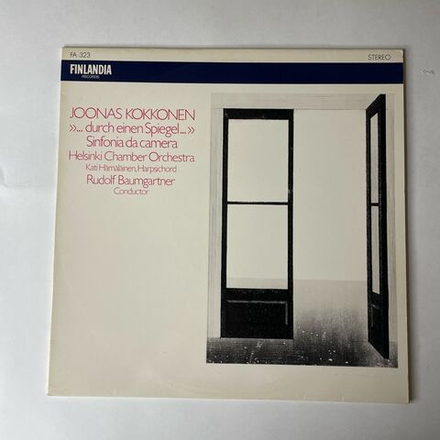 FA-323
STEREO
FINLANDIA
RECORDS
JOONAS KOKKONEN
»... durch einen Spiegel...»
Sinfonia da camera
Helsinki Chamber Orchestra
Kati Hämäläinen, Harpsichord
Rudolf Baumgartner
Conductor